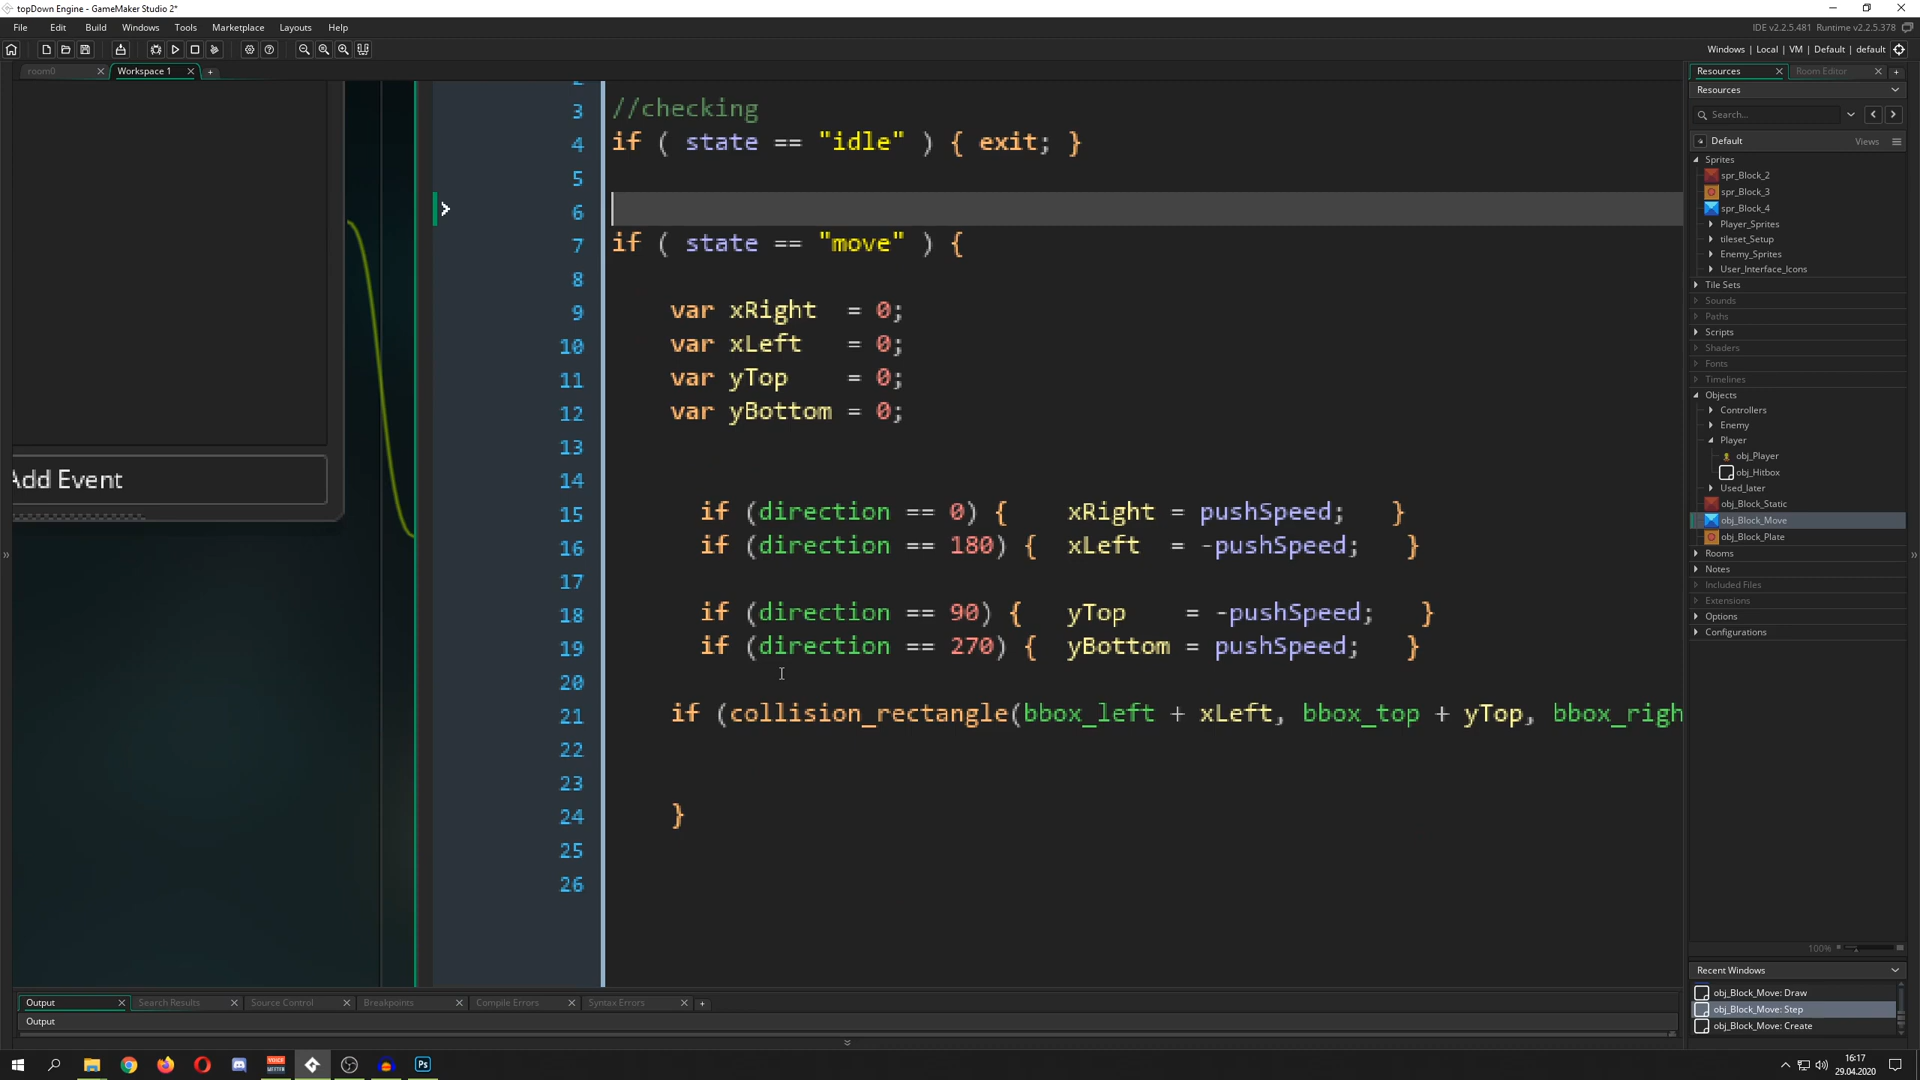 topDown Engine - GameMaker Studio 2*
File Edit Build Windows Tools Marketplace Layouts Help
IDE v2.2.5.481 Runtime v2.2.5.378
Windows | Local | VM | Default | default
room0
Workspace 1
Add Event
3 //checking
4 if ( state == "idle" ) { exit; }
5
6
7 if ( state == "move" ) {
8
9 var xRight = 0;
10 var xLeft = 0;
11 var yTop = 0;
12 var yBottom = 0;
13
14
15 if (direction == 0) { xRight = pushSpeed; }
16 if (direction == 180) { xLeft = -pushSpeed; }
17
18 if (direction == 90) { yTop = -pushSpeed; }
19 if (direction == 270) { yBottom = pushSpeed; }
20
21 if (collision_rectangle(bbox_left + xLeft, bbox_top + yTop, bbox_righ
22
23
24 }
25
26
Resources
Room Editor
Resources
Search...
Default
Views
Sprites
spr_Block_2
spr_Block_3
spr_Block_4
Player_Sprites
tileset_Setup
Enemy_Sprites
User_Interface_Icons
Tile Sets
Sounds
Paths
Scripts
Shaders
Fonts
Timelines
Objects
Controllers
Enemy
Player
obj_Player
obj_Hitbox
Used_later
obj_Block_Static
obj_Block_Move
obj_Block_Plate
Rooms
Notes
Included Files
Extensions
Options
Configurations
100%
Recent Windows
obj_Block_Move: Draw
obj_Block_Move: Step
obj_Block_Move: Create
Output
Search Results
Source Control
Breakpoints
Compile Errors
Syntax Errors
Output
Ps
16:17
29.04.2020